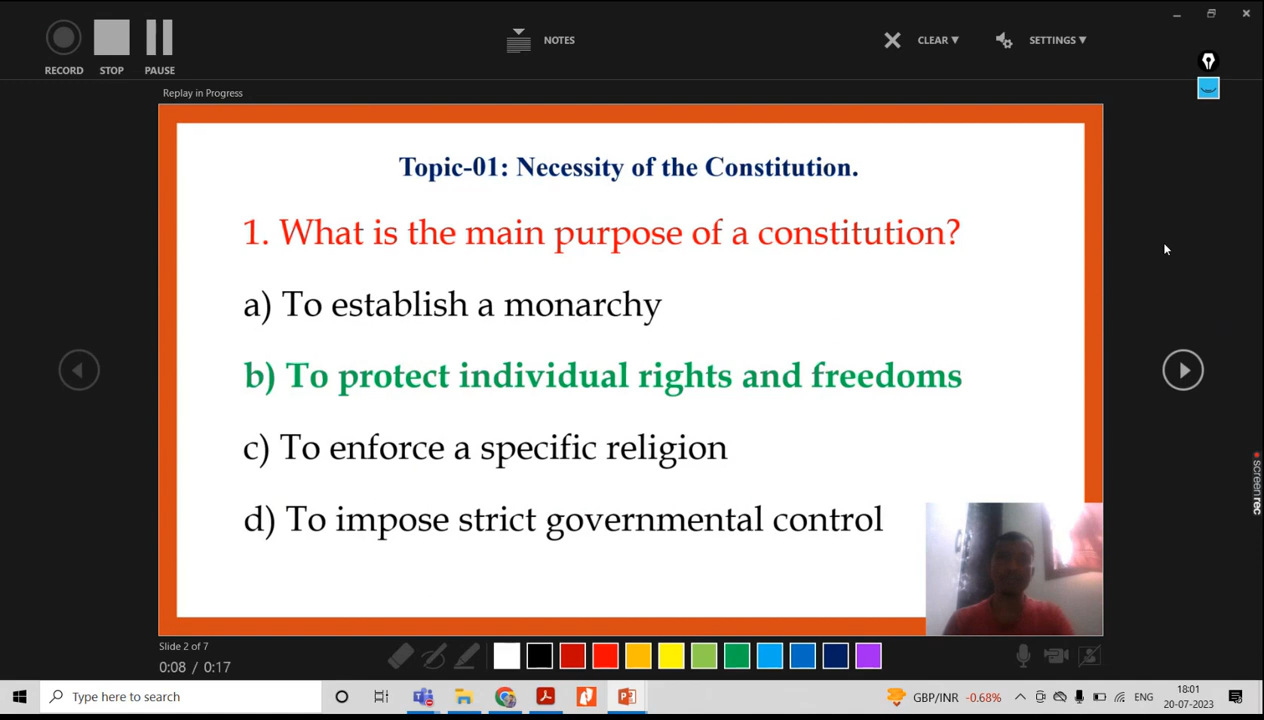 RECORD STOP PAUSE
NOTES
CLEAR SETTINGS
Replay in Progress
Topic-01: Necessity of the Constitution.
1. What is the main purpose of a constitution?
a) To establish a monarchy
b) To protect individual rights and freedoms
c) To enforce a specific religion
d) To impose strict governmental control
screenrec
Slide 2 of 7
0:08 / 0:17
Type here to search
GBP/INR -0.68%
ENG
18:01
20-07-2023